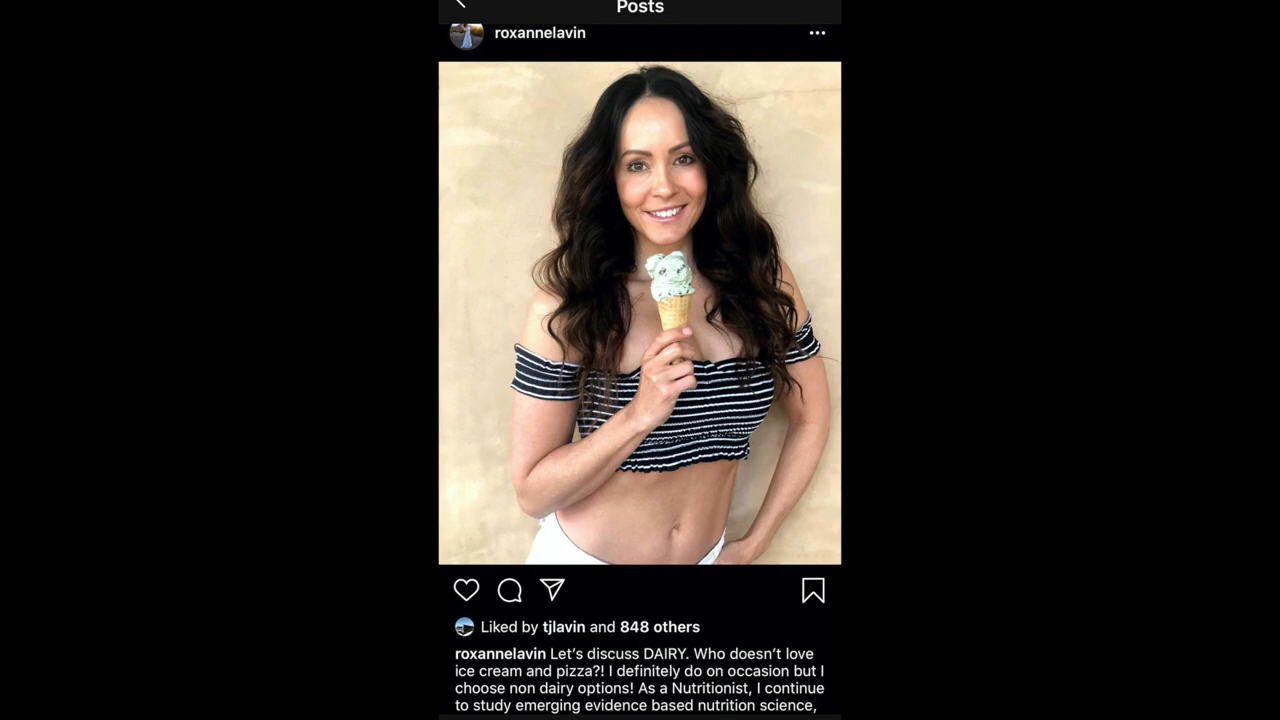 Posts
roxannelavin
Liked by tjlavin and 848 others
roxannelavin Let’s discuss DAIRY. Who doesn’t love
ice cream and pizza?! I definitely do on occasion but I
choose non dairy options! As a Nutritionist, I continue
to study emerging evidence based nutrition science,